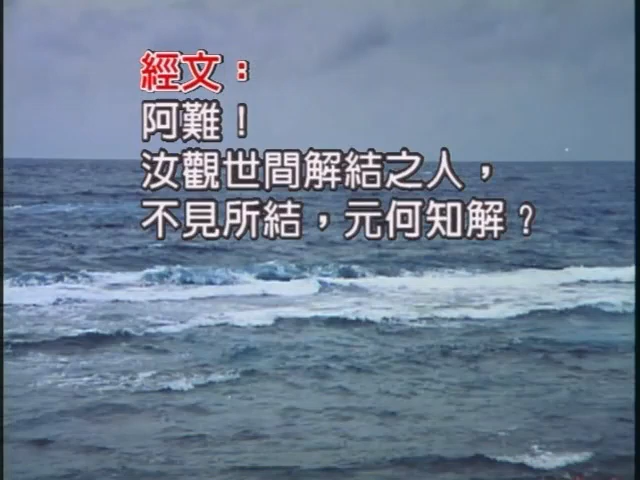 經文：
阿難！
汝觀世間解結之人，
不見所結，元何知解？